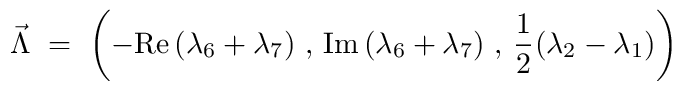 $$\vec{\Lambda} \;=\; \left( -\mathrm{Re}\,(\lambda_6 + \lambda_7)\ ,\ \mathrm{Im}\,(\lambda_6 + \lambda_7)\ ,\ \frac{1}{2}(\lambda_2 - \lambda_1) \right)$$